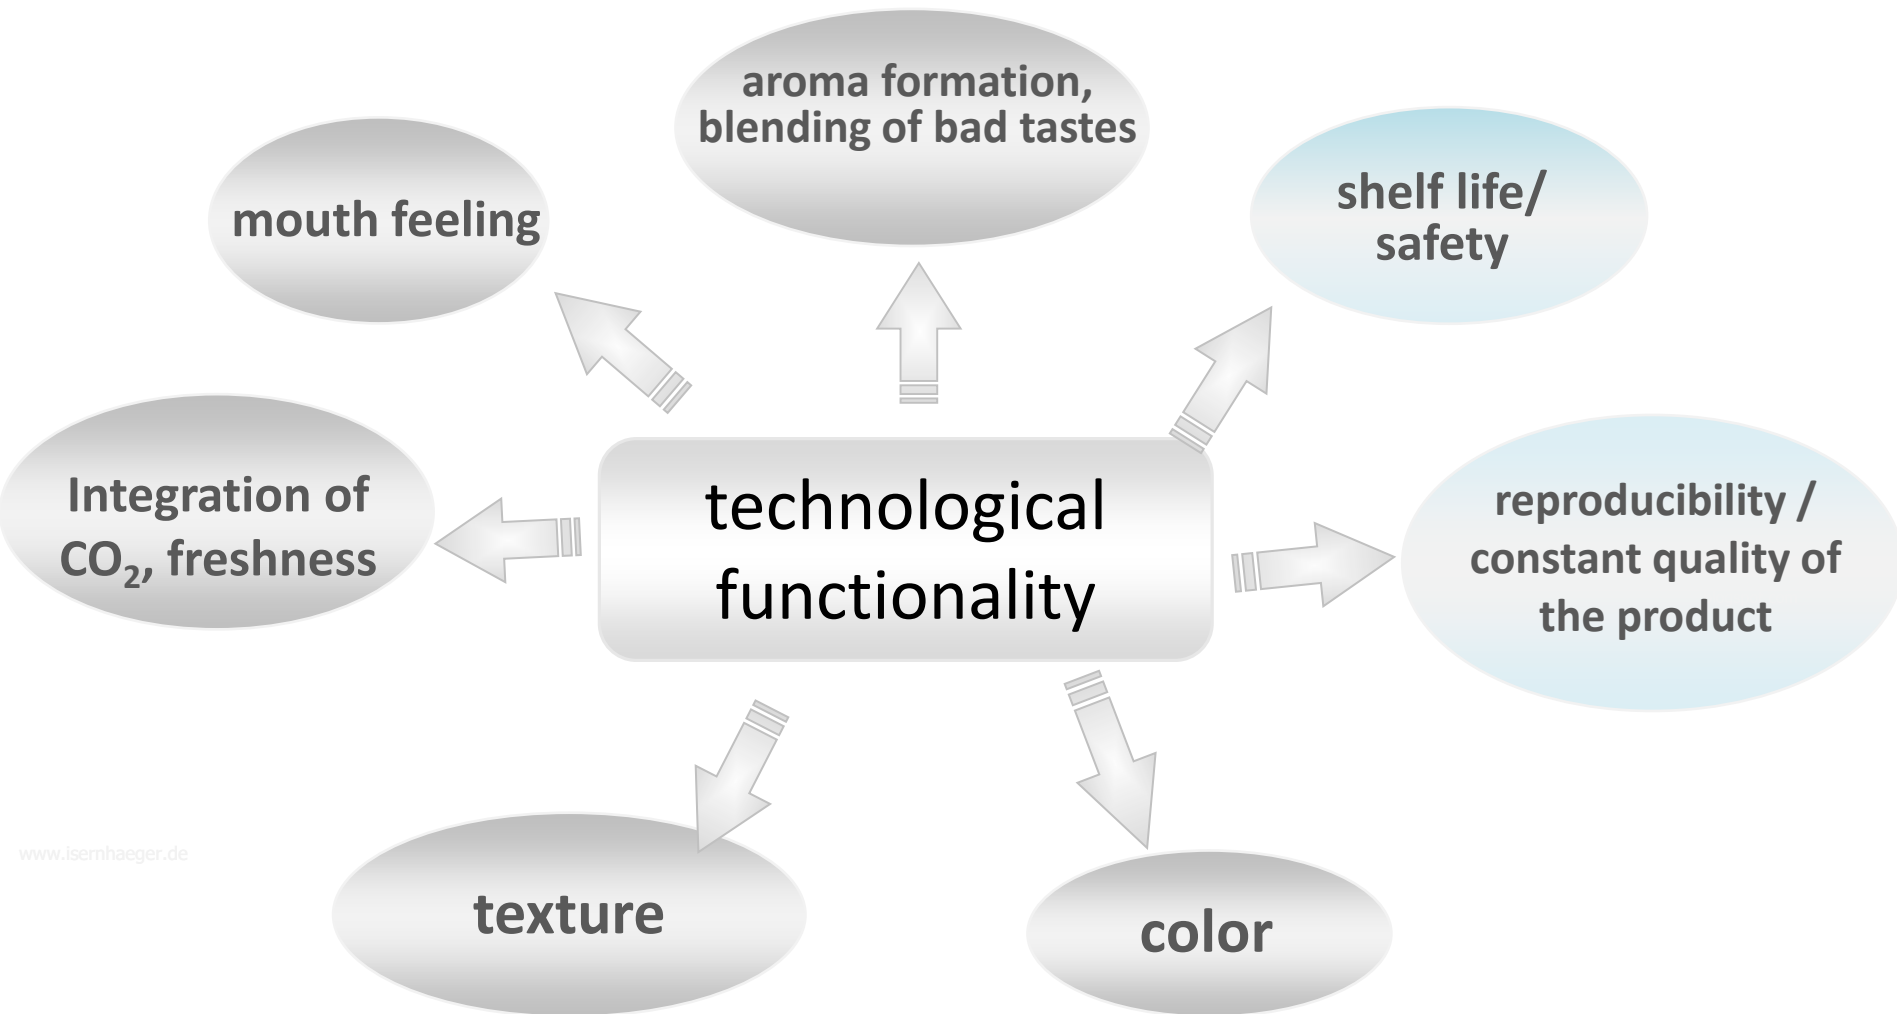 aroma formation,
blending of bad tastes
mouth feeling
shelf life/
safety
Integration of
CO₂, freshness
technological
functionality
reproducibility /
constant quality of
the product
texture
color
www.isernhaeger.de